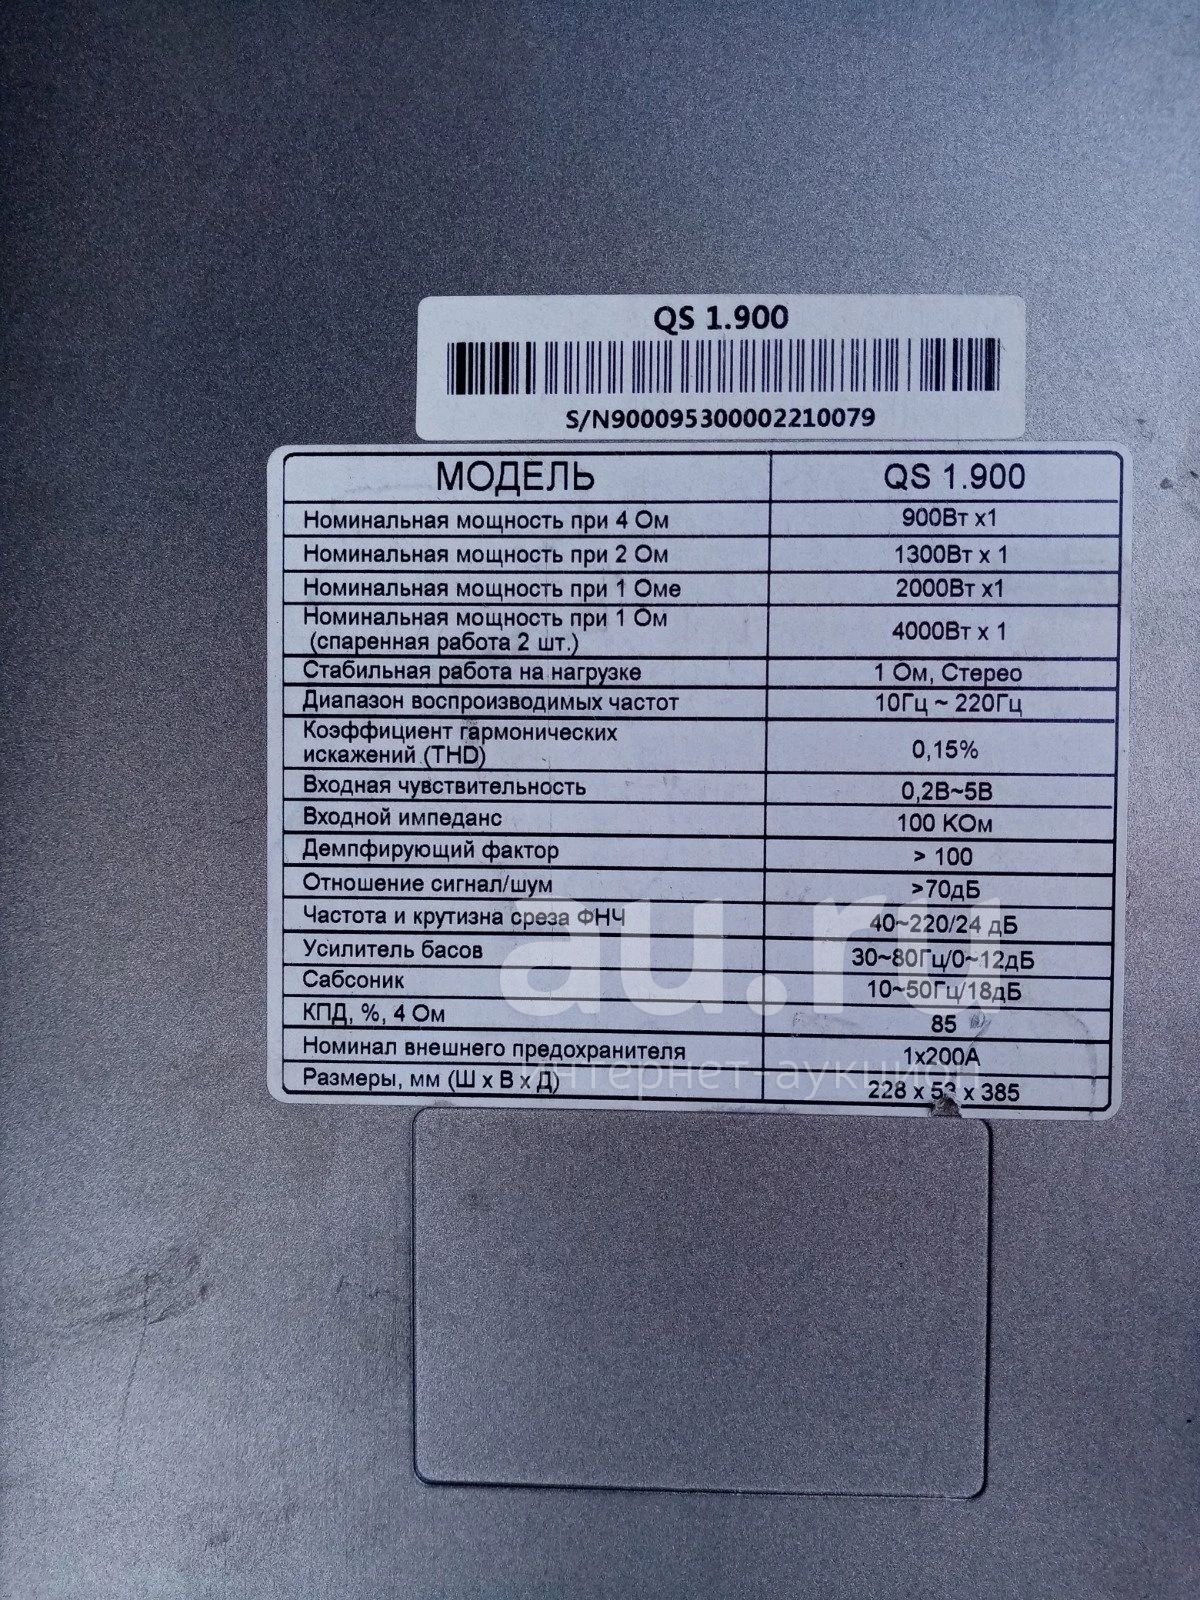 QS 1.900
S/N900095300002210079
МОДЕЛЬ QS 1.900
Номинальная мощность при 4 Ом 900Вт x1
Номинальная мощность при 2 Ом 1300Вт x 1
Номинальная мощность при 1 Оме 2000Вт x1
Номинальная мощность при 1 Ом
(спаренная работа 2 шт.) 4000Вт x 1
Стабильная работа на нагрузке 1 Ом, Стерео
Диапазон воспроизводимых частот 10Гц ~ 220Гц
Коэффициент гармонических
искажений (THD) 0,15%
Входная чувствительность 0,2В~5В
Входной импеданс 100 КОм
Демпфирующий фактор > 100
Отношение сигнал/шум >70дБ
Частота и крутизна среза ФНЧ 40~220/24 дБ
Усилитель басов 30~80Гц/0~12дБ
Сабсоник 10~50Гц/18дБ
КПД, %, 4 Ом 85
Номинал внешнего предохранителя 1x200А
Размеры, мм (Ш x В x Д) 228 x 53 x 385
au.ru
интернет аукцион